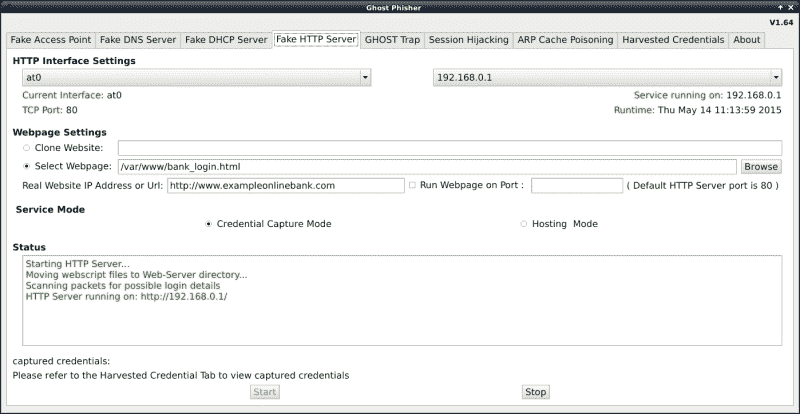 Ghost Phisher
V1.64
Fake Access Point Fake DNS Server Fake DHCP Server Fake HTTP Server GHOST Trap Session Hijacking ARP Cache Poisoning Harvested Credentials About
HTTP Interface Settings
at0 192.168.0.1
Current Interface: at0 Service running on: 192.168.0.1
TCP Port: 80 Runtime: Thu May 14 11:13:59 2015
Webpage Settings
Clone Website:
Select Webpage: /var/www/bank_login.html Browse
Real Website IP Address or Url: http://www.exampleonlinebank.com Run Webpage on Port : ( Default HTTP Server port is 80 )
Service Mode
Credential Capture Mode Hosting Mode
Status
Starting HTTP Server...
Moving webscript files to Web-Server directory...
Scanning packets for possible login details
HTTP Server running on: http://192.168.0.1/
captured credentials:
Please refer to the Harvested Credential Tab to view captured credentials
Start Stop